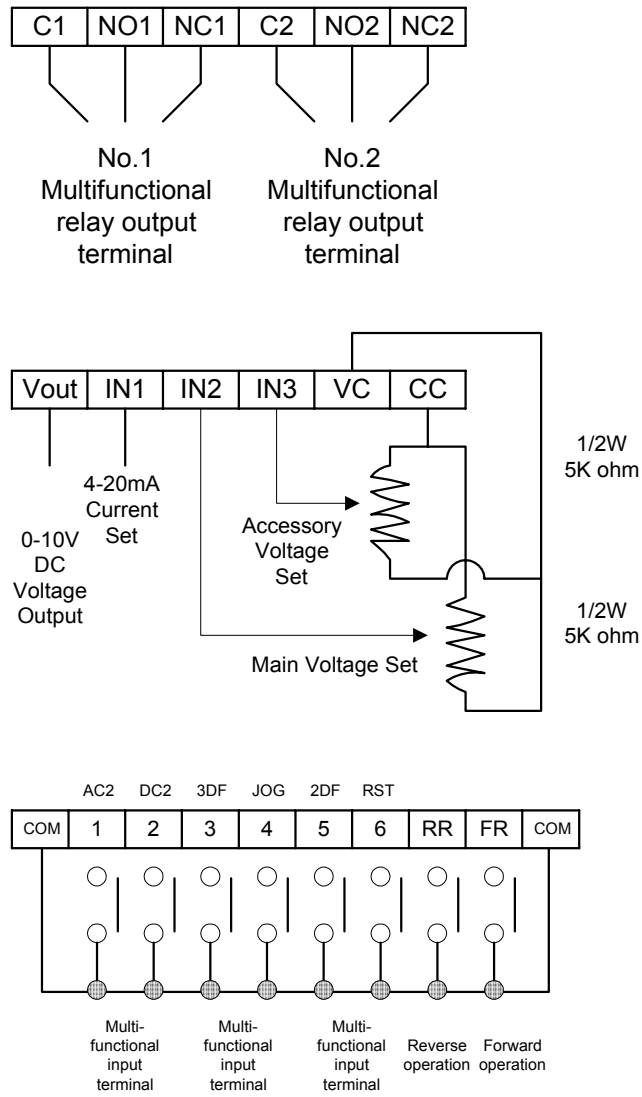 C1 NO1 NC1 C2 NO2 NC2
No.1
Multifunctional
relay output
terminal
No.2
Multifunctional
relay output
terminal
Vout IN1 IN2 IN3 VC CC
0-10V
DC
Voltage
Output
4-20mA
Current
Set
Accessory
Voltage
Set
Main Voltage Set
1/2W
5K ohm
1/2W
5K ohm
AC2 DC2 3DF JOG 2DF RST
COM 1 2 3 4 5 6 RR FR COM
Multi-
functional
input
terminal
Multi-
functional
input
terminal
Multi-
functional
input
terminal
Reverse
operation
Forward
operation